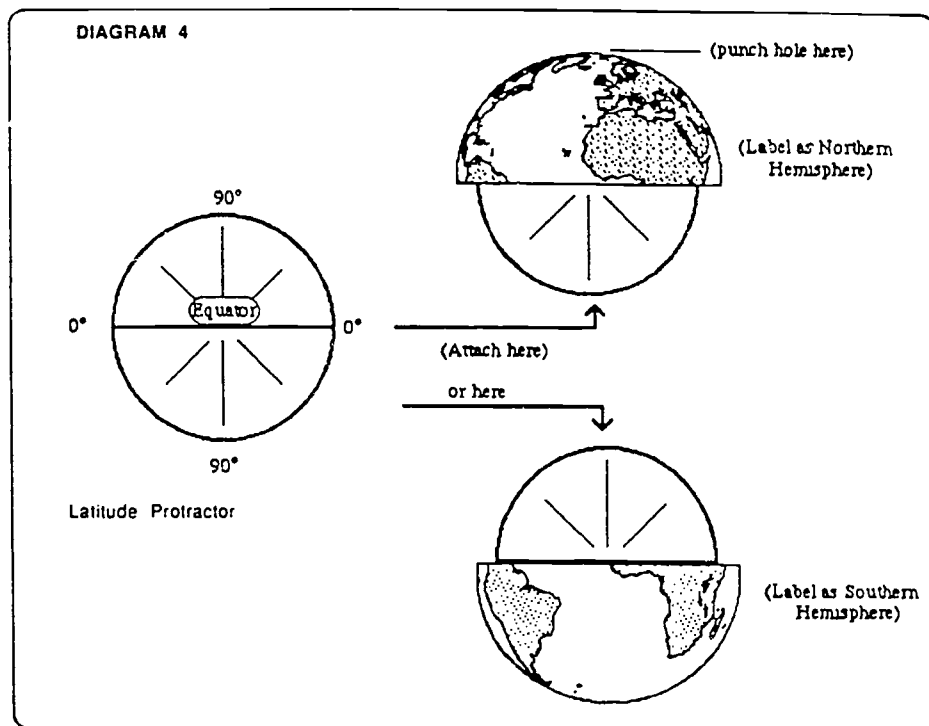 DIAGRAM 4
(punch hole here)
(Label as Northern
Hemisphere)
90°
Equator
0°
0°
(Attach here)
or here
90°
Latitude Protractor
(Label as Southern
Hemisphere)